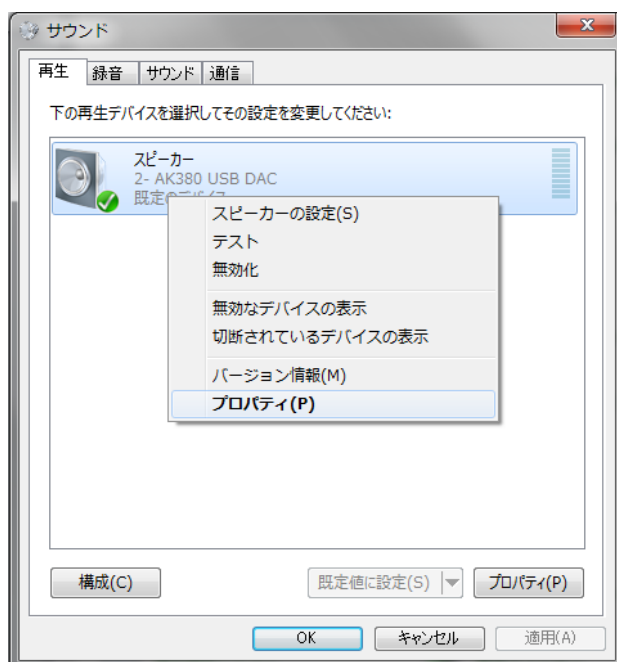 サウンド
再生
録音
サウンド
通信
下の再生デバイスを選択してその設定を変更してください:
スピーカー
2- AK380 USB DAC
既定の
スピーカーの設定(S)
テスト
無効化
無効なデバイスの表示
切断されているデバイスの表示
バージョン情報(M)
プロパティ(P)
構成(C)
既定値に設定(S)
プロパティ(P)
OK
キャンセル
適用(A)